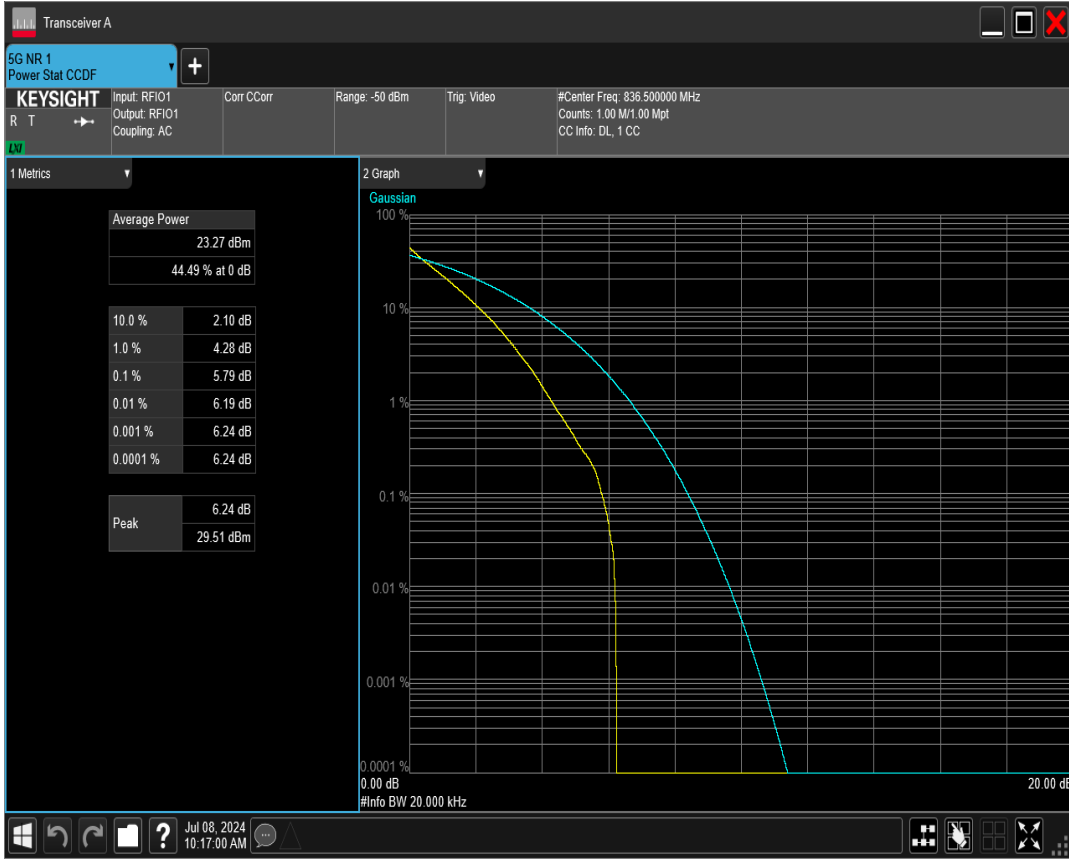 Transceiver A
5G NR 1
Power Stat CCDF
+
KEYSIGHT
R T
LXI
Input: RFIO1
Output: RFIO1
Coupling: AC
Corr CCorr
Range: -50 dBm
Trig: Video
#Center Freq: 836.500000 MHz
Counts: 1.00 M/1.00 Mpt
CC Info: DL, 1 CC
1 Metrics
Average Power
23.27 dBm
44.49 % at 0 dB
10.0 % 2.10 dB
1.0 % 4.28 dB
0.1 % 5.79 dB
0.01 % 6.19 dB
0.001 % 6.24 dB
0.0001 % 6.24 dB
Peak
6.24 dB
29.51 dBm
2 Graph
Gaussian
100 %
10 %
1 %
0.1 %
0.01 %
0.001 %
0.0001 %
0.00 dB 20.00 dB
#Info BW 20.000 kHz
?
Jul 08, 2024
10:17:00 AM